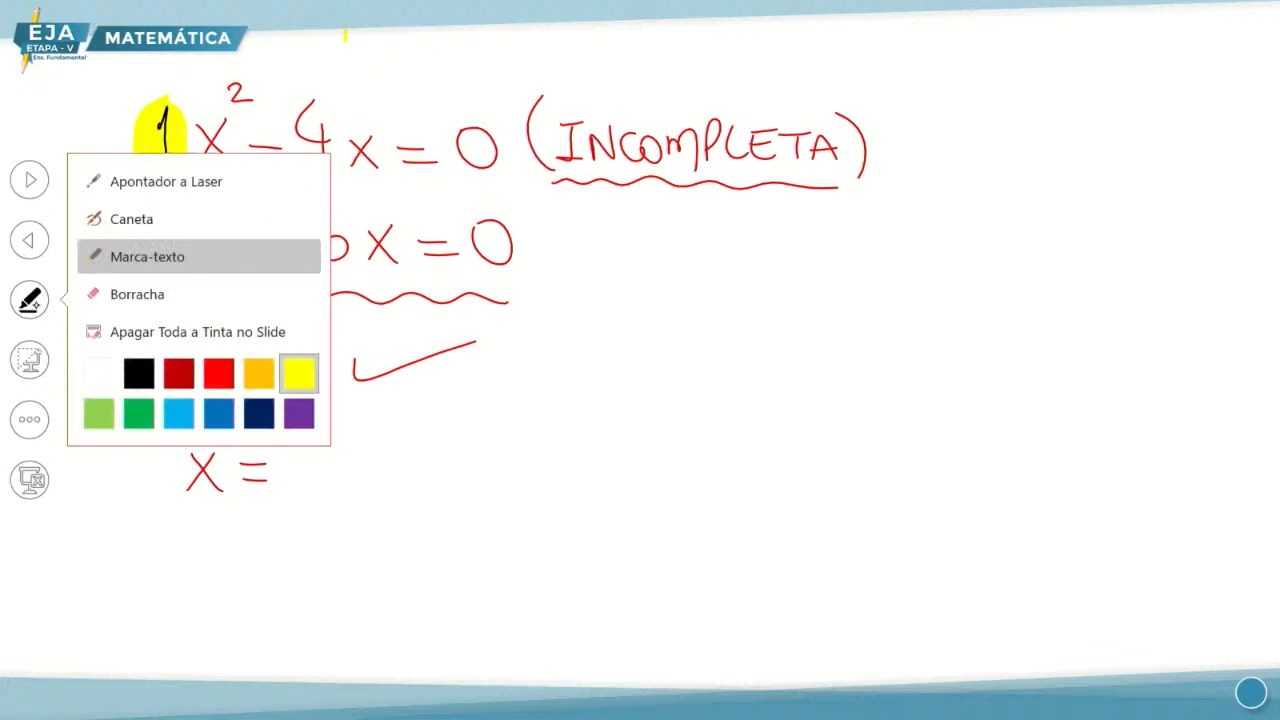 EJA
ETAPA - V
Ens. Fundamental
MATEMÁTICA
1x² - 4x = 0 (INCOMPLETA)
Apontador a Laser
Caneta
Marca-texto
x = 0
Borracha
Apagar Toda a Tinta no Slide
x =